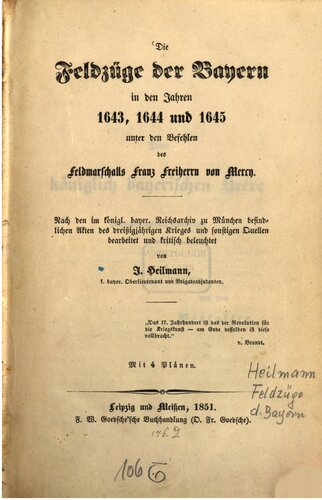 Die
Feldzüge der Bayern
in den Jahren
1643, 1644 und 1645
unter den Befehlen
des
Feldmarschalls Franz Freiherrn von Mercy.
Nach den im königl. bayer. Reichsarchiv zu München befind-
lichen Akten des dreißigjährigen Krieges und sonstigen Quellen
bearbeitet und kritisch beleuchtet
von
J. Heilmann,
k. bayer. Oberlieutenant und Brigadeadjutanten.
„Das 17. Jahrhundert ist das der Revolution für
die Kriegskunst — am Ende desselben ist diese
vollbracht.“
v. Brandt.
Mit 4 Plänen.
Heilmann
Feldzüge
d. Bayern
Leipzig und Meißen, 1851.
F. W. Goedsche'sche Buchhandlung (O. Fr. Goedsche).
106